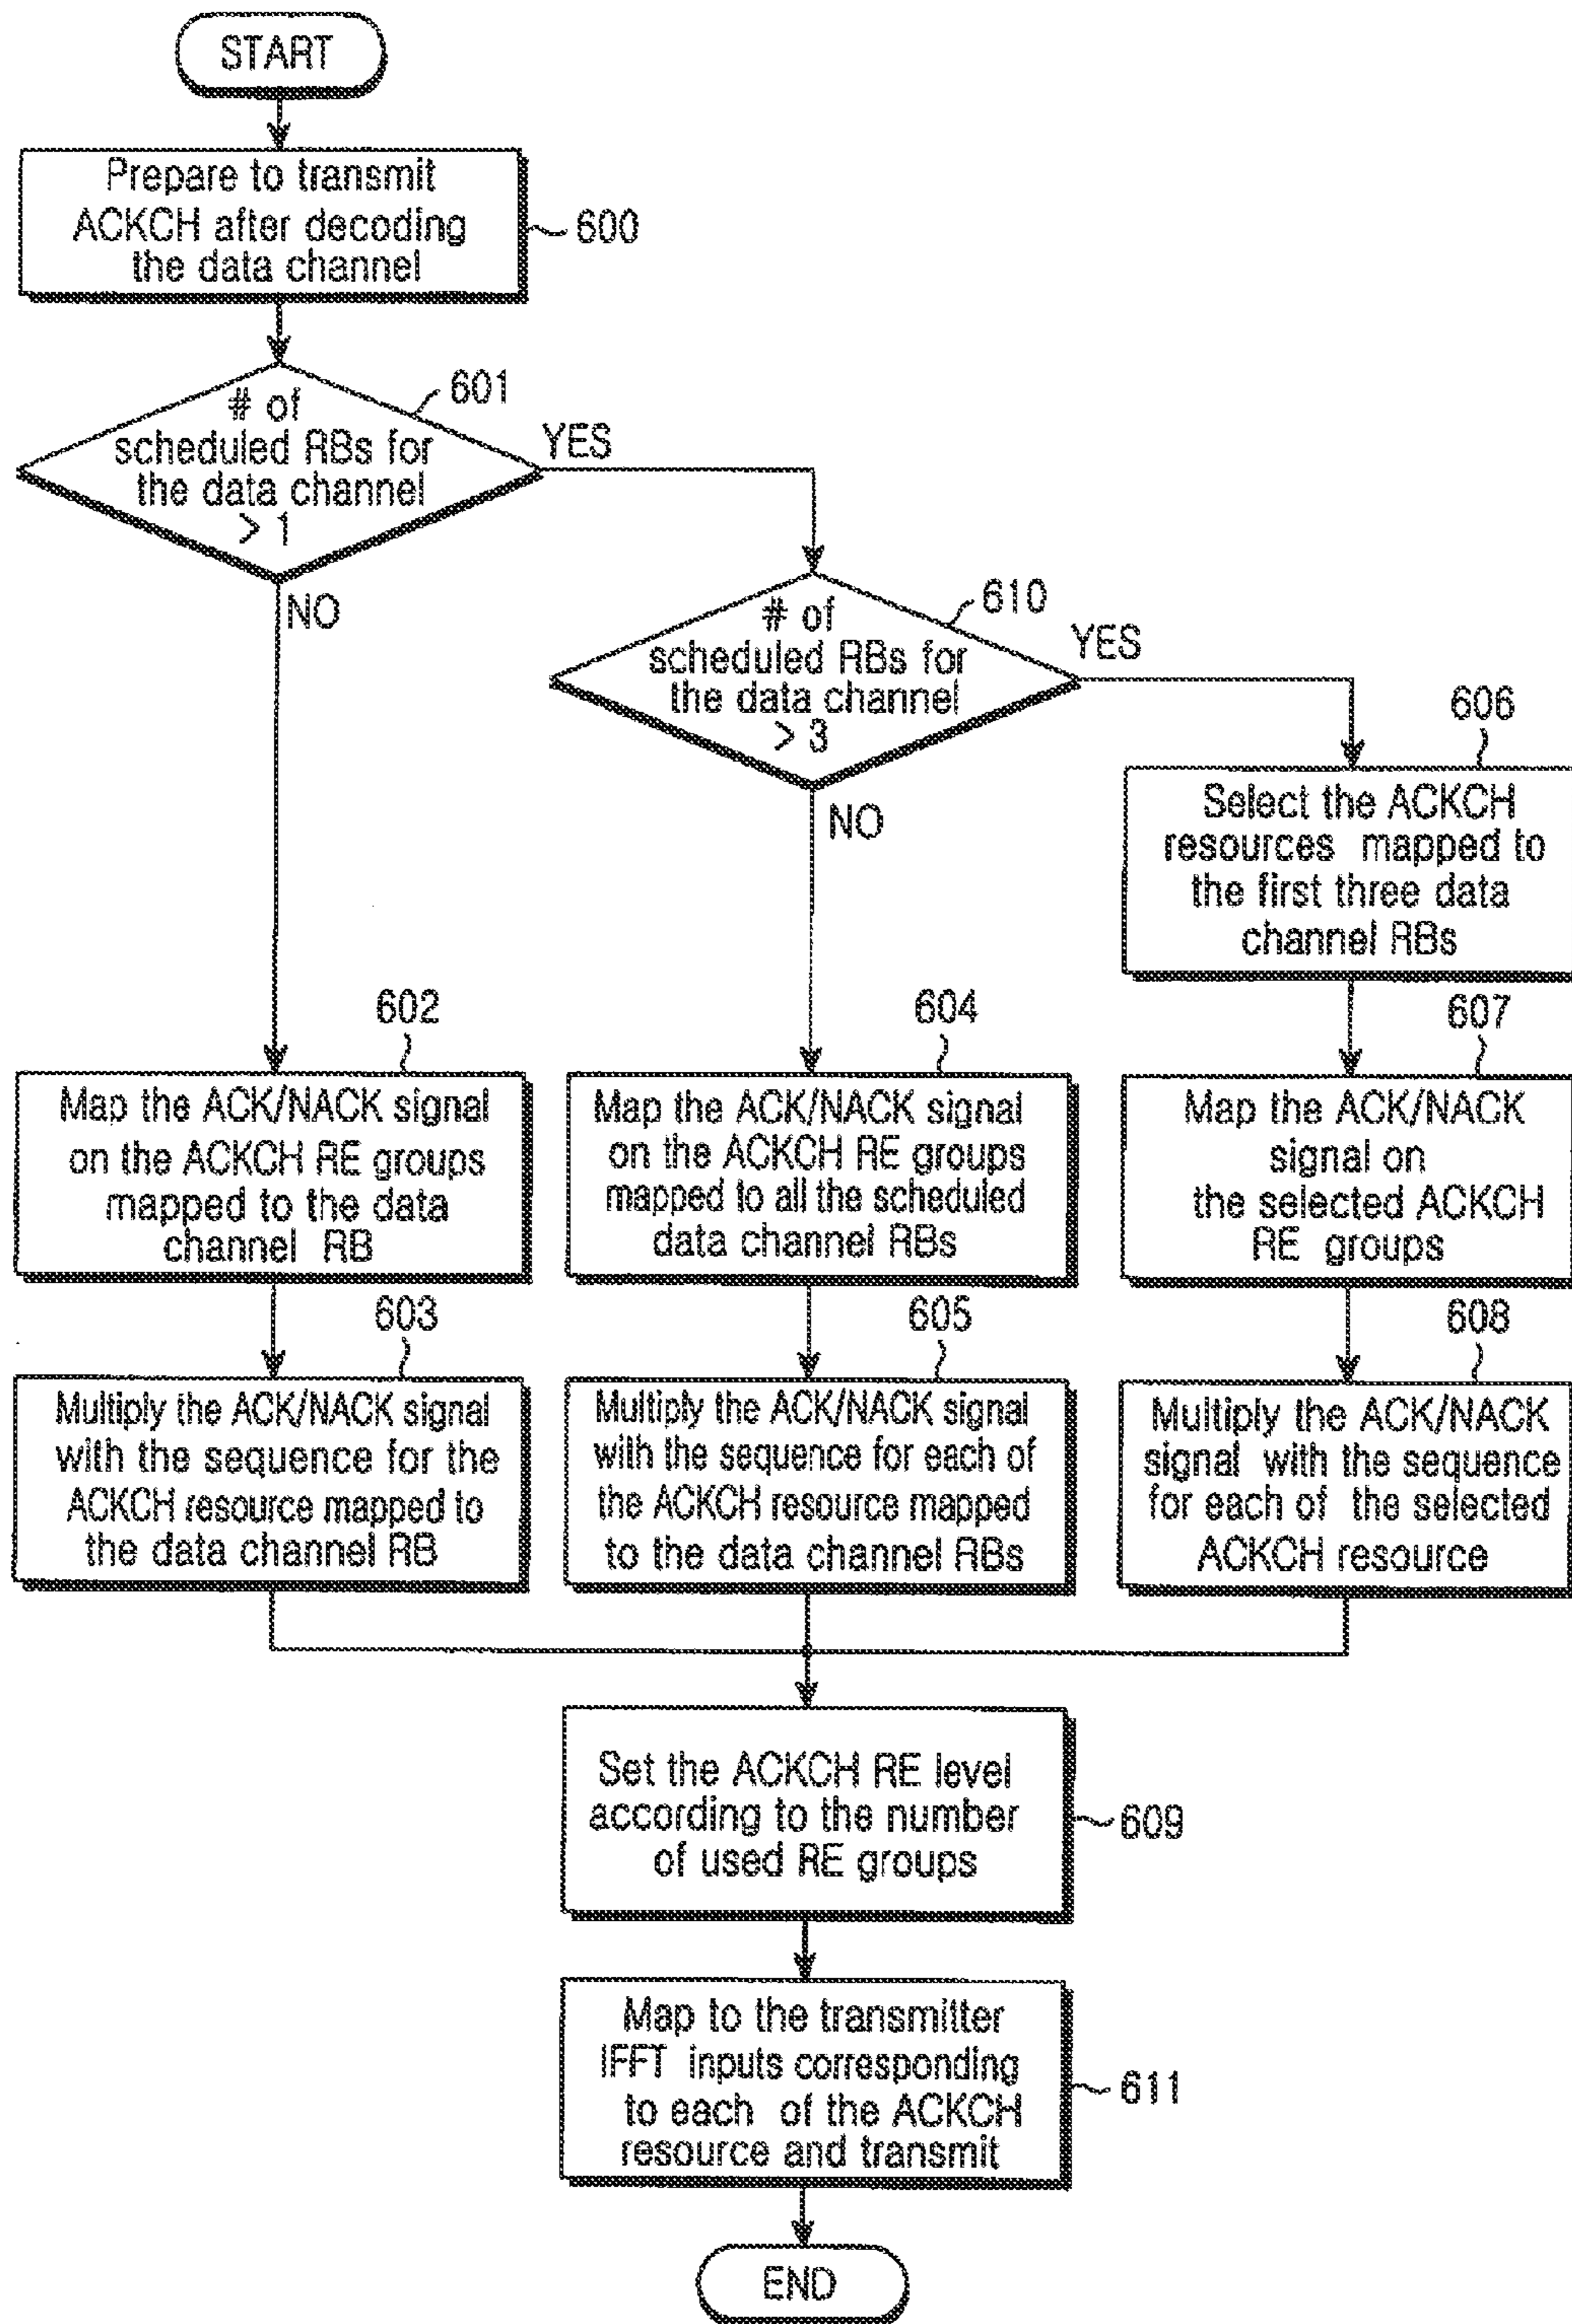 START
Prepare to transmit
ACKCH after decoding
the data channel
600
# of
scheduled RBs for
the data channel
> 1
601
YES
NO
# of
scheduled RBs for
the data channel
> 3
610
YES
NO
606
Select the ACKCH
resources mapped to
the first three data
channel RBs
602
Map the ACK/NACK signal
on the ACKCH RE groups
mapped to the data
channel RB
604
Map the ACK/NACK signal
on the ACKCH RE groups
mapped to all the scheduled
data channel RBs
607
Map the ACK/NACK
signal on
the selected ACKCH
RE groups
603
Multiply the ACK/NACK signal
with the sequence for the
ACKCH resource mapped to
the data channel RB
605
Multiply the ACK/NACK signal
with the sequence for each of
the ACKCH resource mapped
to the data channel RBs
608
Multiply the ACK/NACK
signal with the sequence
for each of the selected
ACKCH resource
Set the ACKCH RE level
according to the number
of used RE groups
609
Map to the transmitter
IFFT inputs corresponding
to each of the ACKCH
resource and transmit
611
END